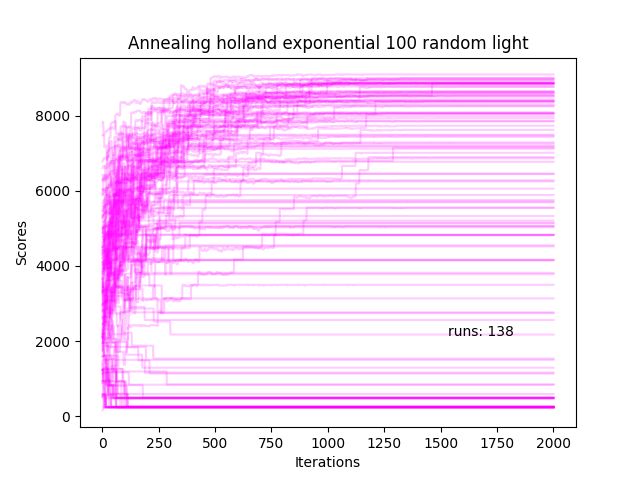 Annealing holland exponential 100 random light
Scores
8000
6000
4000
2000
0
runs: 138
0 250 500 750 1000 1250 1500 1750 2000
Iterations